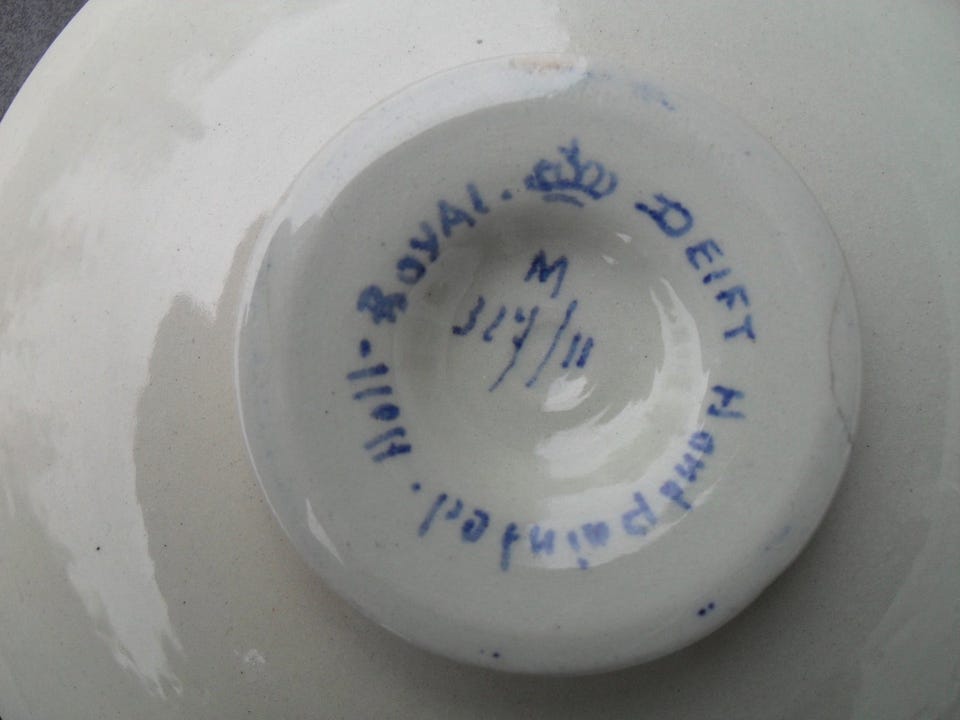 ROYAL. DElFT Handpainted. Holl-
M
317/11